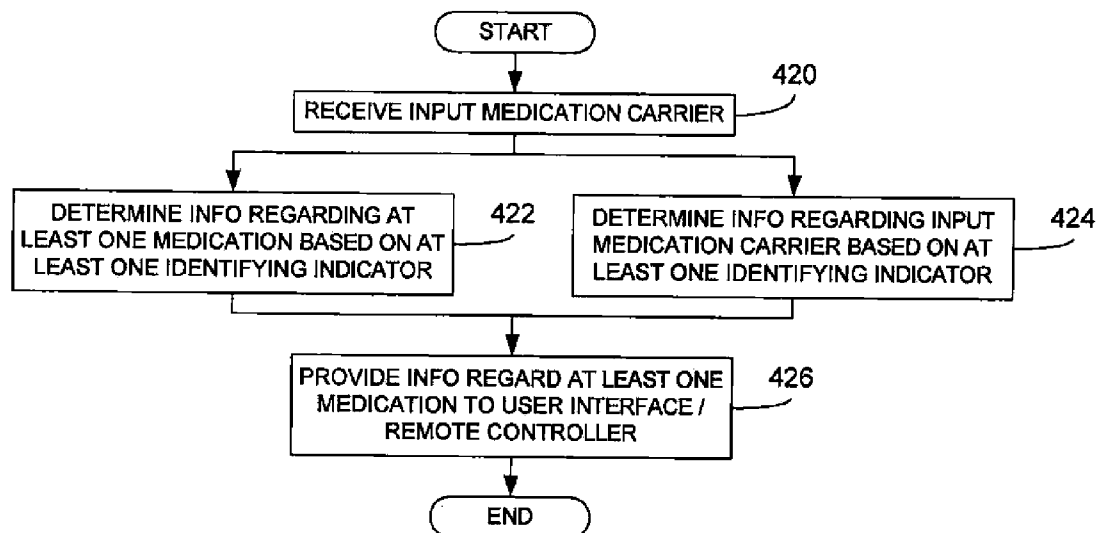 START
420
RECEIVE INPUT MEDICATION CARRIER
DETERMINE INFO REGARDING AT
LEAST ONE MEDICATION BASED ON AT
LEAST ONE IDENTIFYING INDICATOR
422
DETERMINE INFO REGARDING INPUT
MEDICATION CARRIER BASED ON AT
LEAST ONE IDENTIFYING INDICATOR
424
PROVIDE INFO REGARD AT LEAST ONE
MEDICATION TO USER INTERFACE /
REMOTE CONTROLLER
426
END